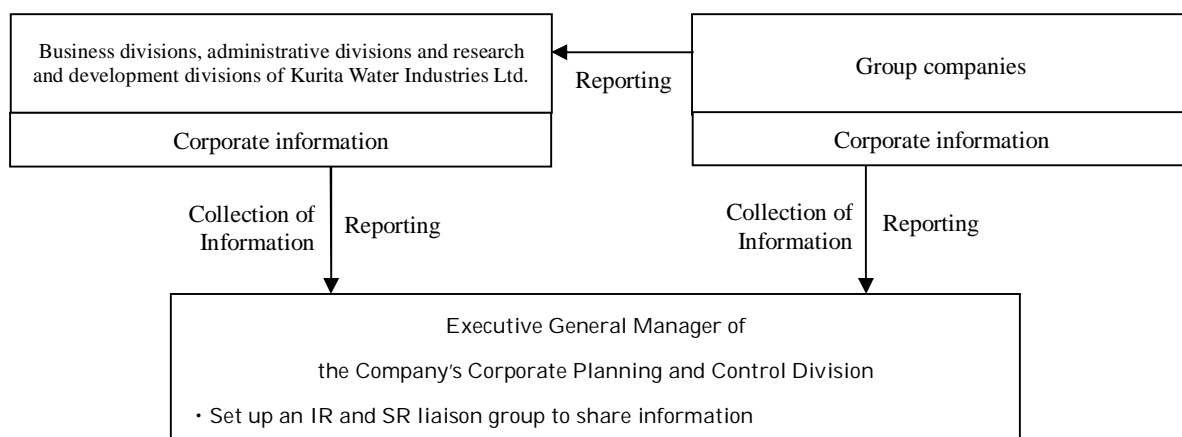 Business divisions, administrative divisions and research
and development divisions of Kurita Water Industries Ltd.
Reporting
Group companies
Corporate information
Corporate information
Collection of
Information
Reporting
Collection of
Information
Reporting
Executive General Manager of
the Company's Corporate Planning and Control Division
・Set up an IR and SR liaison group to share information